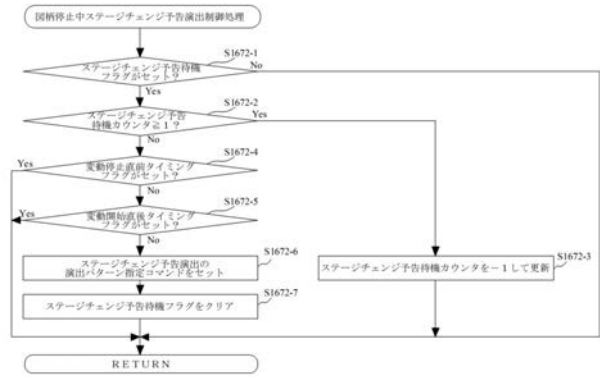 図柄停止中ステージチェンジ予告演出制御処理
S1672-1
ステージチェンジ予告待機
フラグがセット?
No
Yes
S1672-2
ステージチェンジ予告
待機カウンタ≧1?
Yes
No
S1672-4
Yes
変動停止直前タイミング
フラグがセット?
No
S1672-5
Yes
変動開始直後タイミング
フラグがセット?
No
S1672-6
ステージチェンジ予告演出の
演出パターン指定コマンドをセット
S1672-3
ステージチェンジ予告待機カウンタを-1して更新
S1672-7
ステージチェンジ予告待機フラグをクリア
RETURN